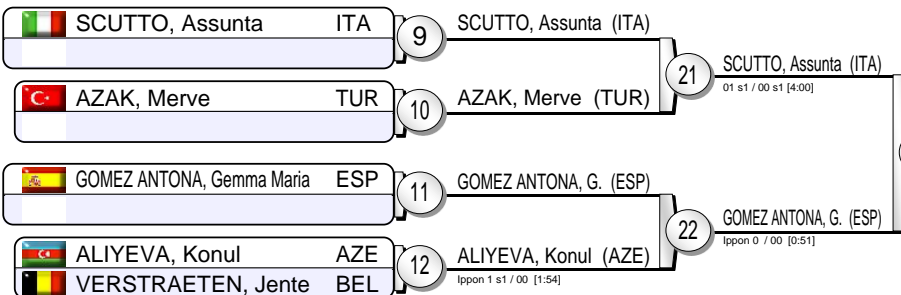 SCUTTO, Assunta ITA
9
SCUTTO, Assunta (ITA)
AZAK, Merve TUR
10
AZAK, Merve (TUR)
21
SCUTTO, Assunta (ITA)
01 s1 / 00 s1 [4:00]
GOMEZ ANTONA, Gemma Maria ESP
11
GOMEZ ANTONA, G. (ESP)
ALIYEVA, Konul AZE
VERSTRAETEN, Jente BEL
12
ALIYEVA, Konul (AZE)
Ippon 1 s1 / 00 [1:54]
22
GOMEZ ANTONA, G. (ESP)
Ippon 0 / 00 [0:51]